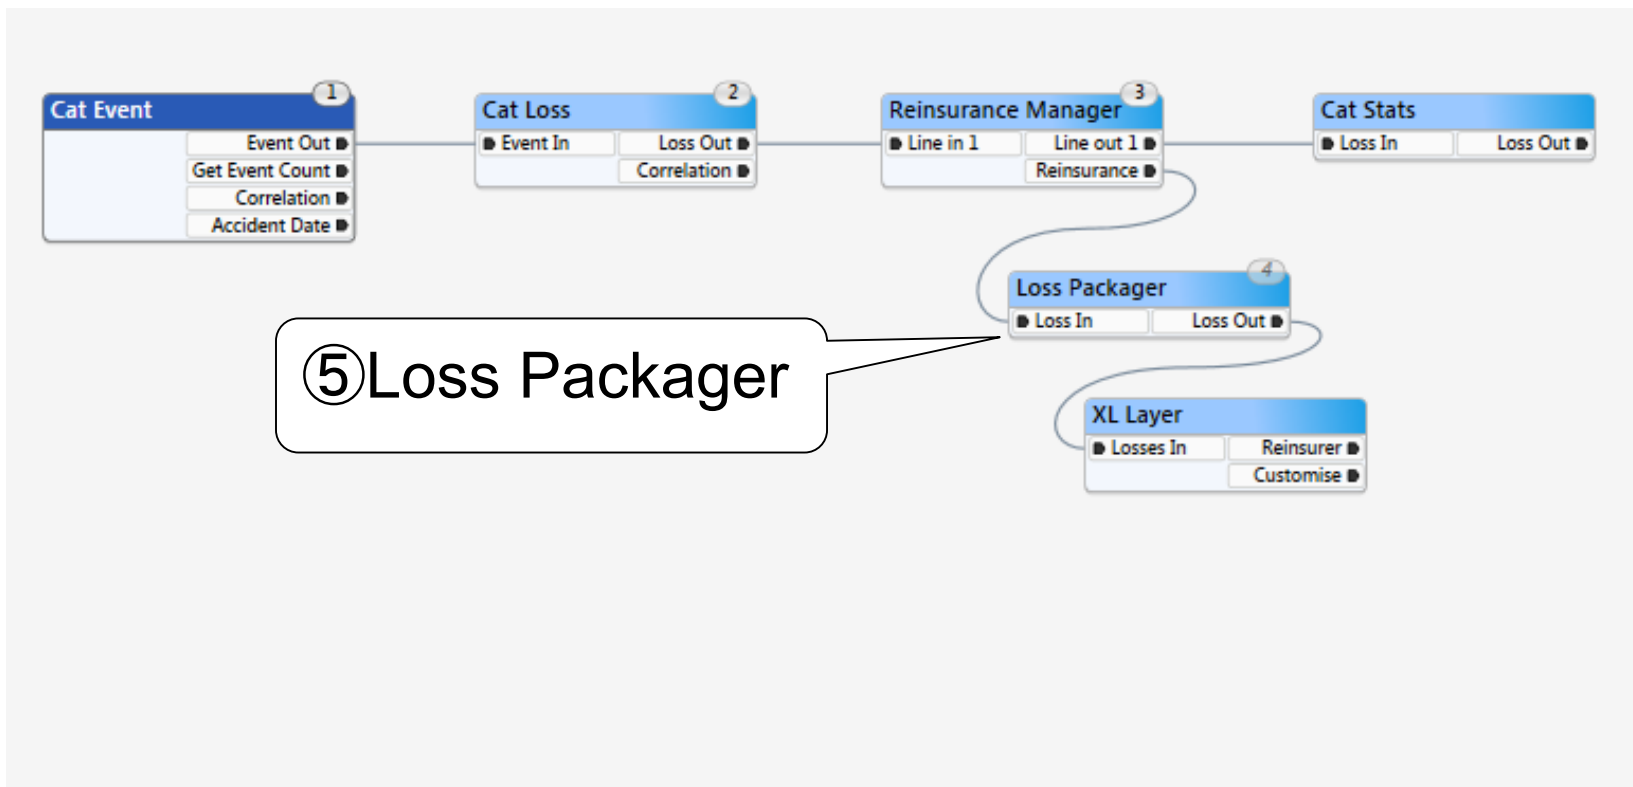 Cat Event
1
Event Out
Get Event Count
Correlation
Accident Date
Cat Loss
2
Event In
Loss Out
Correlation
Reinsurance Manager
3
Line in 1
Line out 1
Reinsurance
Cat Stats
Loss In
Loss Out
Loss Packager
4
Loss In
Loss Out
⑤Loss Packager
XL Layer
Losses In
Reinsurer
Customise